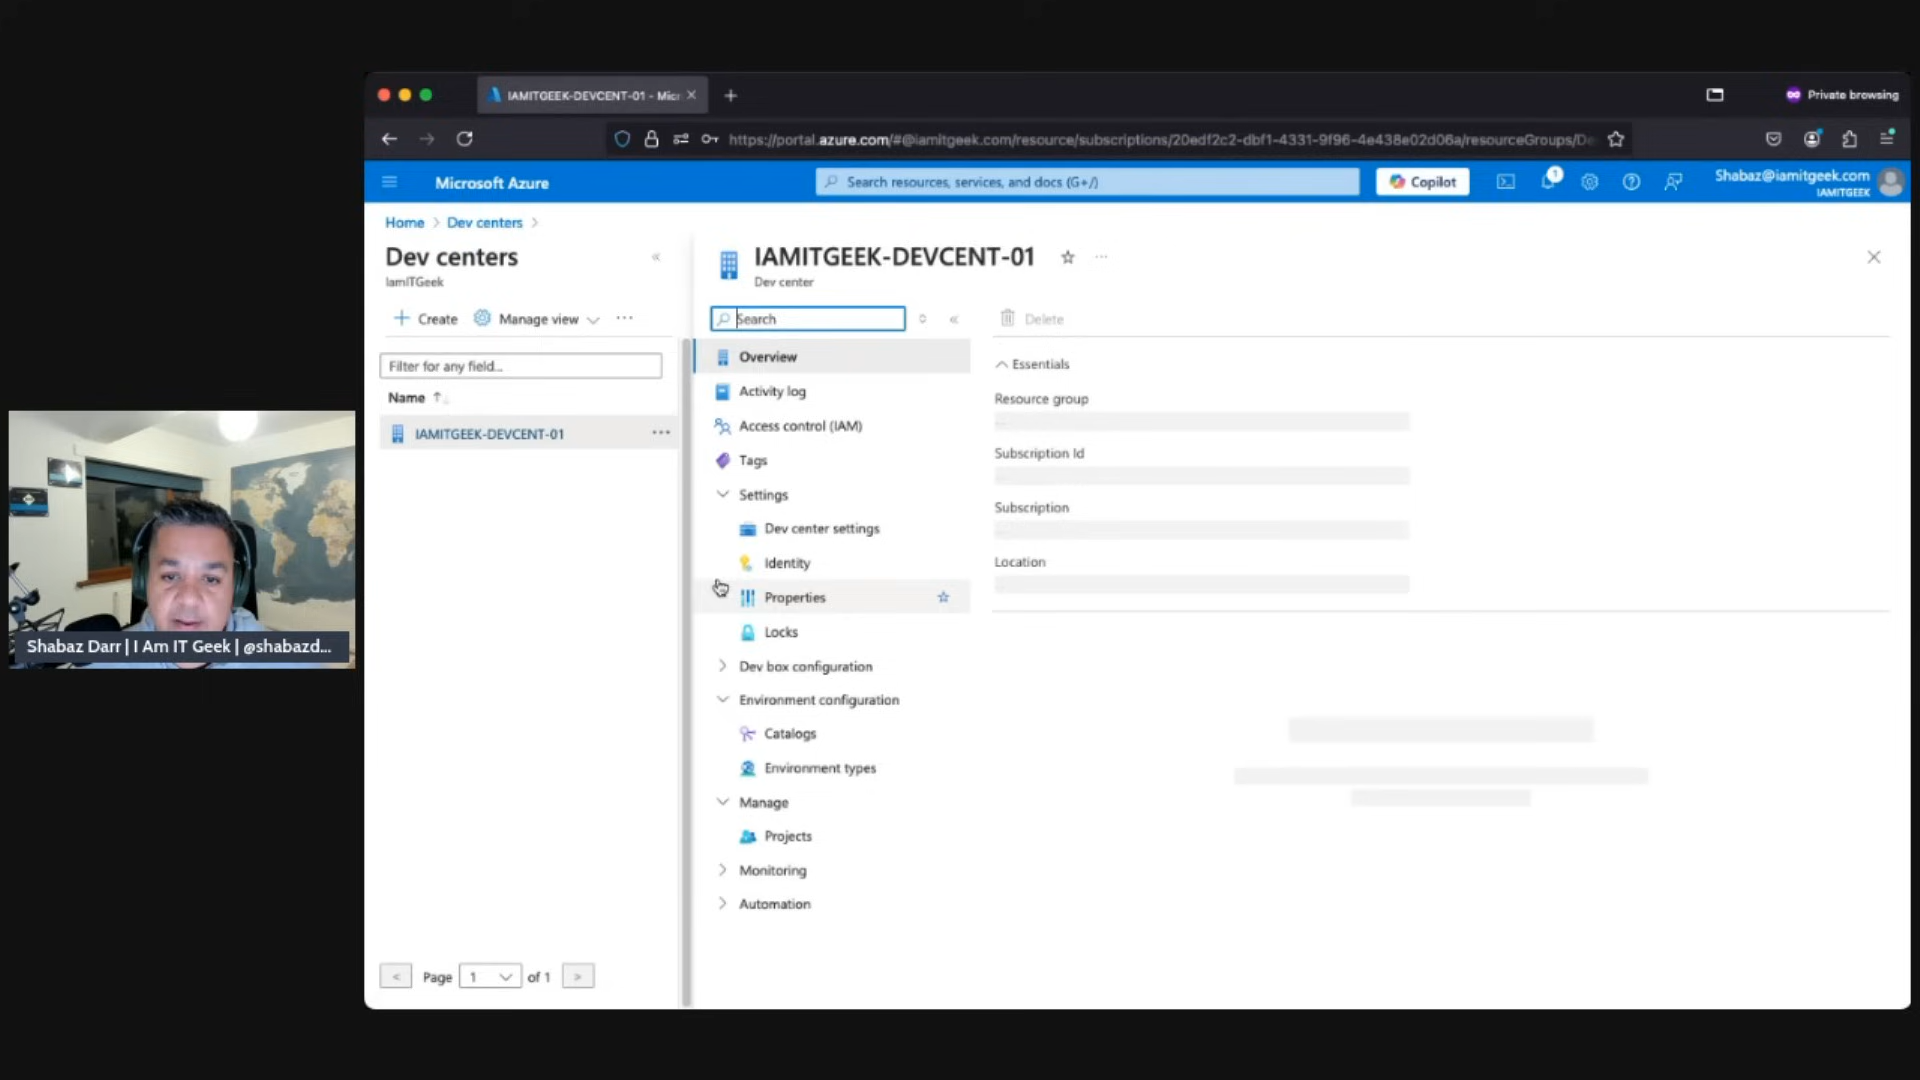 IAMITGEEK-DEVCENT-01 - Micr
Private browsing
https://portal.azure.com/#@iamitgeek.com/resource/subscriptions/20edf2c2-dbf1-4331-9f96-4e438e02d06a/resourceGroups/De
Microsoft Azure
Search resources, services, and docs (G+/)
Copilot
1
Shabaz@iamitgeek.com
IAMITGEEK
Home > Dev centers >
Dev centers
IamITGeek
Create
Manage view
Filter for any field...
Name
IAMITGEEK-DEVCENT-01
Page 1 of 1
IAMITGEEK-DEVCENT-01
Dev center
Search
Overview
Activity log
Access control (IAM)
Tags
Settings
Dev center settings
Identity
Properties
Locks
Dev box configuration
Environment configuration
Catalogs
Environment types
Manage
Projects
Monitoring
Automation
Delete
Essentials
Resource group
Subscription Id
Subscription
Location
Shabaz Darr | I Am IT Geek | @shabazd...